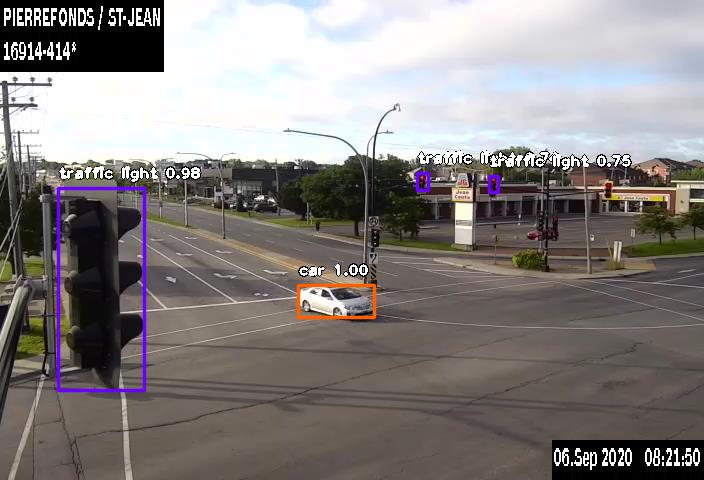 PIERREFONDS / ST-JEAN
16914-414*
traffic light 0.98
traffic light 0.75
car 1.00
Jean
Coutu
06.Sep 2020 08:21:50